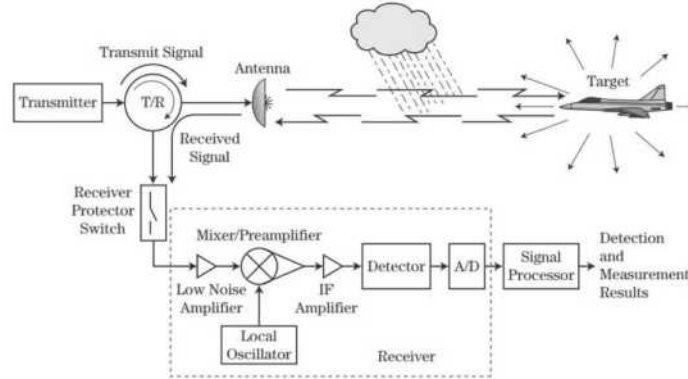 Transmit Signal
Antenna
Target
Transmitter
T/R
Received
Signal
Receiver
Protector
Switch
Mixer/Preamplifier
Detector
A/D
Signal
Processor
Detection
and
Measurement
Results
Low Noise
Amplifier
IF
Amplifier
Local
Oscillator
Receiver